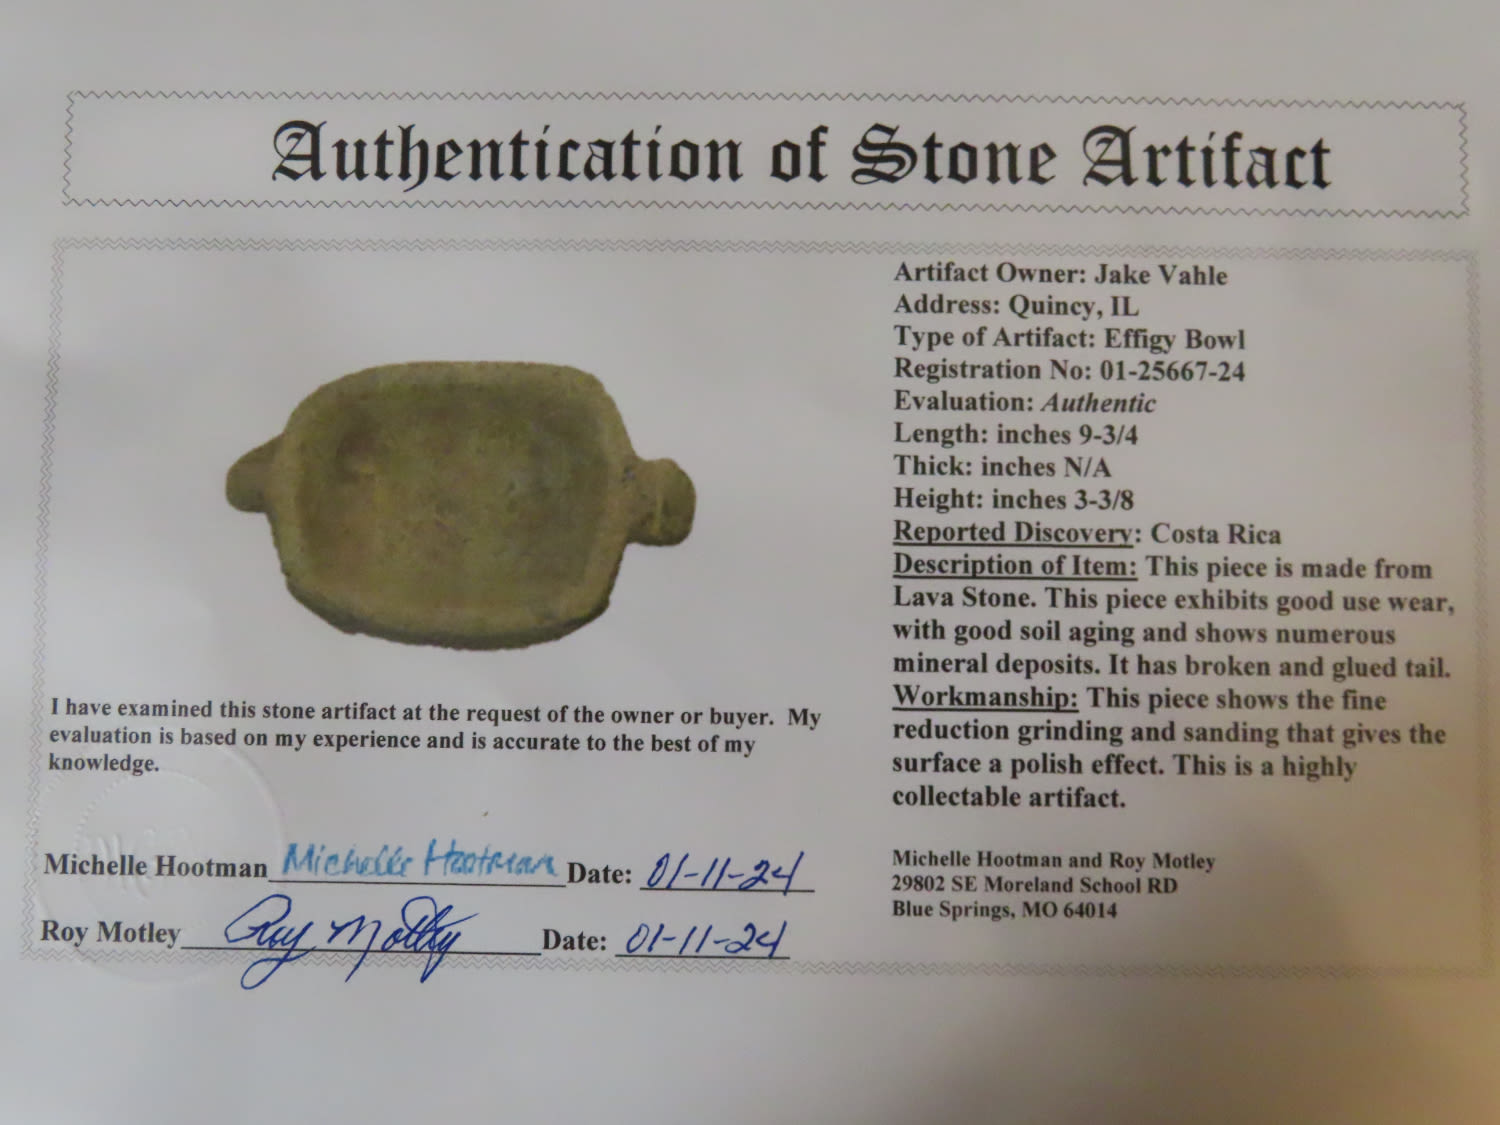 Authentication of Stone Artifact
Artifact Owner: Jake Vahle
Address: Quincy, IL
Type of Artifact: Effigy Bowl
Registration No: 01-25667-24
Evaluation: Authentic
Length: inches 9-3/4
Thick: inches N/A
Height: inches 3-3/8
Reported Discovery: Costa Rica
Description of Item: This piece is made from
Lava Stone. This piece exhibits good use wear,
with good soil aging and shows numerous
mineral deposits. It has broken and glued tail.
Workmanship: This piece shows the fine
reduction grinding and sanding that gives the
surface a polish effect. This is a highly
collectable artifact.
I have examined this stone artifact at the request of the owner or buyer. My
evaluation is based on my experience and is accurate to the best of my
knowledge.
Michelle Hootman Michelle Hootman Date: 01-11-24
Roy Motley Roy Motley Date: 01-11-24
Michelle Hootman and Roy Motley
29802 SE Moreland School RD
Blue Springs, MO 64014